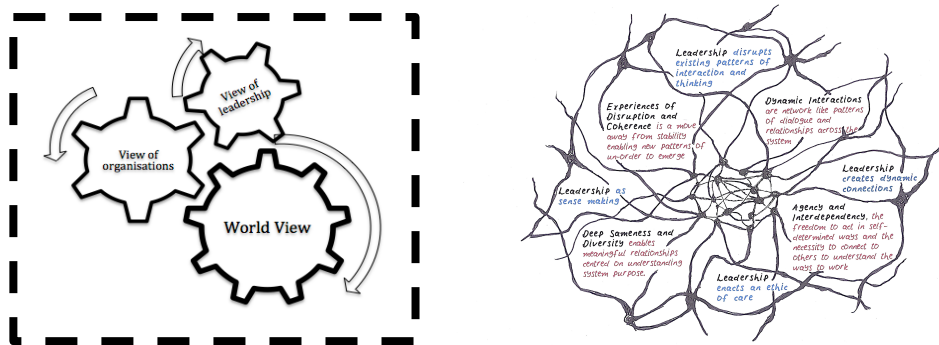 View of
leadership
View of
organisations
World View
Leadership disrupts
existing patterns of
interaction and
thinking
Experiences of
Disruption and
Coherence is a move
away from stability
enabling new patterns of
un-order to emerge
Dynamic Interactions
are network like patterns
of dialogue and
relationships across the
system
Leadership
creates dynamic
connections
Leadership as
sense making
Agency and
Interdependency, the
freedom to act in self-
determined ways and the
necessity to connect to
others to understand the
ways to work
Deep Sameness and
Diversity enables
meaningful relationships
centred on understanding
system purpose.
Leadership
enacts an ethic
of care